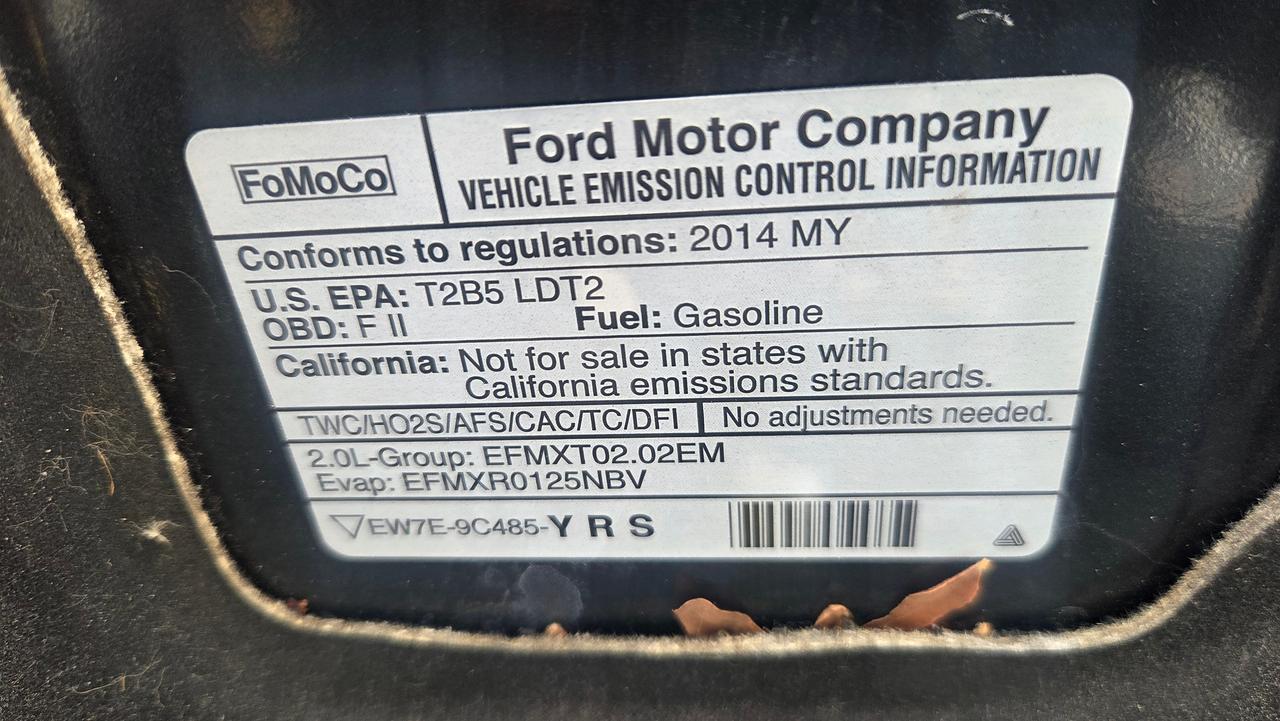 FoMoCo
Ford Motor Company
VEHICLE EMISSION CONTROL INFORMATION
Conforms to regulations: 2014 MY
U.S. EPA: T2B5 LDT2
OBD: F II Fuel: Gasoline
California: Not for sale in states with
California emissions standards.
TWC/HO2S/AFS/CAC/TC/DFI No adjustments needed.
2.0L-Group: EFMXT02.02EM
Evap: EFMXR0125NBV
EW7E-9C485-Y R S